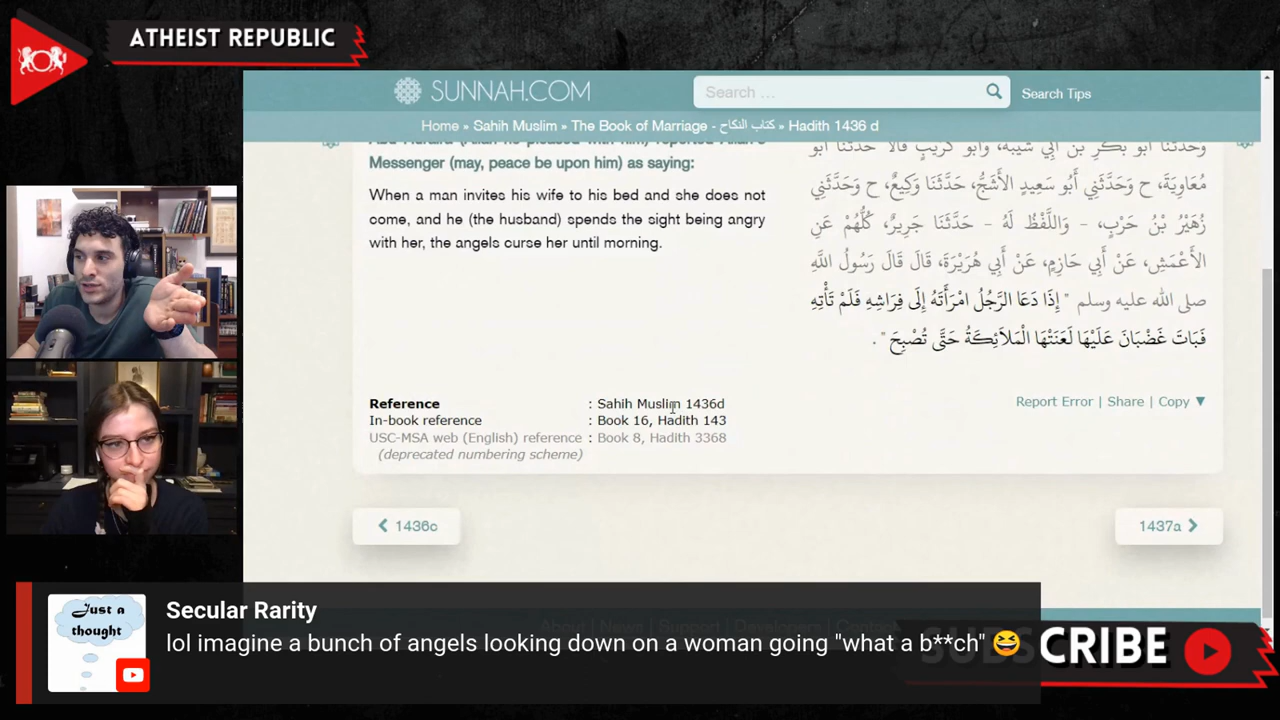 ATHEIST REPUBLIC
SUNNAH.COM
Search ...
Search Tips
Home » Sahih Muslim » The Book of Marriage - كتاب النكاح » Hadith 1436 d
Messenger (may, peace be upon him) as saying:
When a man invites his wife to his bed and she does not
come, and he (the husband) spends the sight being angry
with her, the angels curse her until morning.
وَحَدَّثَنَا أَبُو بَكْرِ بْنُ أَبِي شَيْبَةَ، وَأَبُو كُرَيْبٍ قَالاَ حَدَّثَنَا أَبُو
مُعَاوِيَةَ، ح وَحَدَّثَنِي أَبُو سَعِيدٍ الأَشَجُّ، حَدَّثَنَا وَكِيعٌ، ح وَحَدَّثَنِي
زُهَيْرُ بْنُ حَرْبٍ، - وَاللَّفْظُ لَهُ - حَدَّثَنَا جَرِيرٌ، كُلُّهُمْ عَنِ
الأَعْمَشِ، عَنْ أَبِي حَازِمٍ، عَنْ أَبِي هُرَيْرَةَ، قَالَ قَالَ رَسُولُ اللَّهِ
صلى الله عليه وسلم " إِذَا دَعَا الرَّجُلُ امْرَأَتَهُ إِلَى فِرَاشِهِ فَلَمْ تَأْتِهِ
فَبَاتَ غَضْبَانَ عَلَيْهَا لَعَنَتْهَا الْمَلاَئِكَةُ حَتَّى تُصْبِحَ " .
Reference : Sahih Muslim 1436d
In-book reference : Book 16, Hadith 143
USC-MSA web (English) reference : Book 8, Hadith 3368
(deprecated numbering scheme)
Report Error | Share | Copy ▼
1436c
1437a
About | News | Support | Developers | Contact
Just a
thought
Secular Rarity
lol imagine a bunch of angels looking down on a woman going "what a b**ch" 😆
SUBSCRIBE